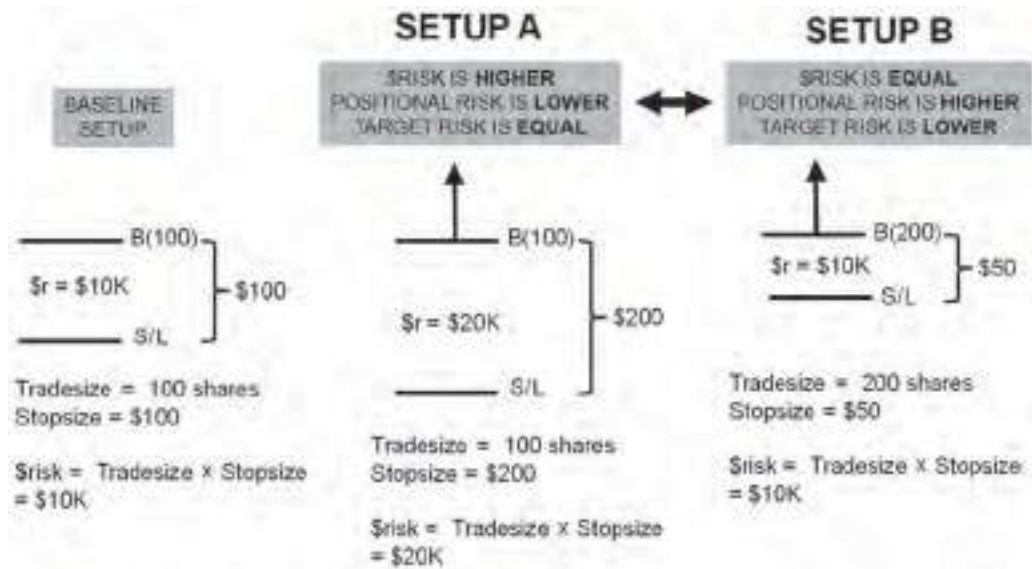 SETUP A
SETUP B
BASELINE
SETUP
$RISK IS HIGHER
POSITIONAL RISK IS LOWER
TARGET RISK IS EQUAL
$RISK IS EQUAL
POSITIONAL RISK IS HIGHER
TARGET RISK IS LOWER
B(100)
$r = $10K
$100
S/L
Tradesize = 100 shares
Stopsize = $100
$risk = Tradesize X Stopsize
= $10K
B(100)
$r = $20K
$200
S/L
Tradesize = 100 shares
Stopsize = $200
$risk = Tradesize X Stopsize
= $20K
B(200)
$r = $10K
$50
S/L
Tradesize = 200 shares
Stopsize = $50
$risk = Tradesize X Stopsize
= $10K